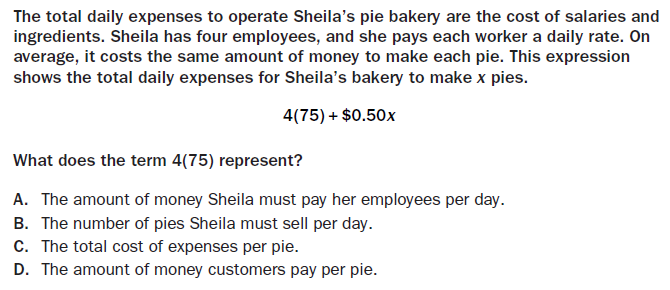 The total daily expenses to operate Sheila's pie bakery are the cost of salaries and
ingredients. Sheila has four employees, and she pays each worker a daily rate. On
average, it costs the same amount of money to make each pie. This expression
shows the total daily expenses for Sheila's bakery to make x pies.
4(75) + $0.50x
What does the term 4(75) represent?
A. The amount of money Sheila must pay her employees per day.
B. The number of pies Sheila must sell per day.
C. The total cost of expenses per pie.
D. The amount of money customers pay per pie.